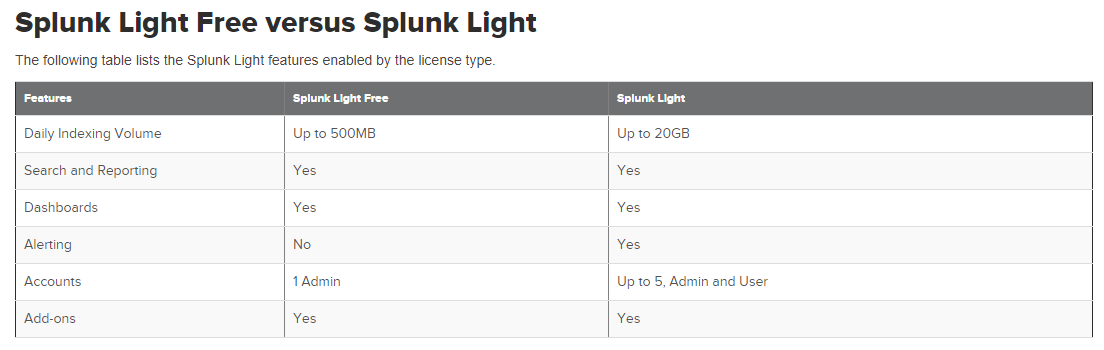 Splunk Light Free versus Splunk Light
The following table lists the Splunk Light features enabled by the license type.
Features Splunk Light Free Splunk Light
Daily Indexing Volume Up to 500MB Up to 20GB
Search and Reporting Yes Yes
Dashboards Yes Yes
Alerting No Yes
Accounts 1 Admin Up to 5, Admin and User
Add-ons Yes Yes